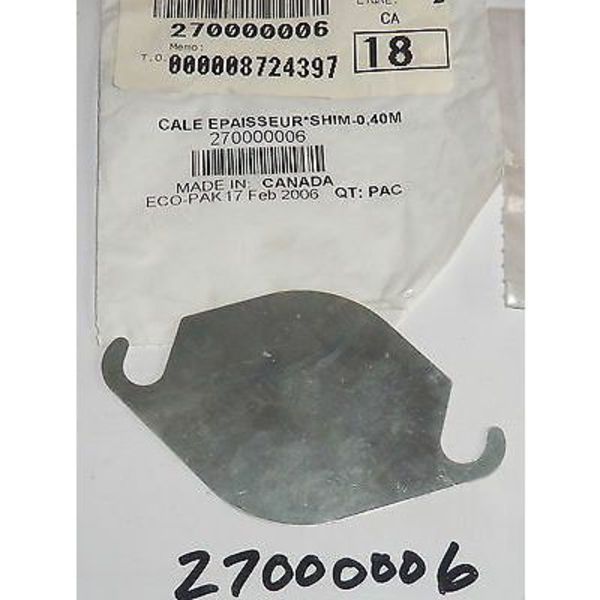 CA
270000006
Memo:
T.O. 000008724397
18
CALE EPAISSEUR*SHIM-0,40M
270000006
MADE IN: CANADA
ECO-PAK 17 Feb 2006 QT: PAC
27000006